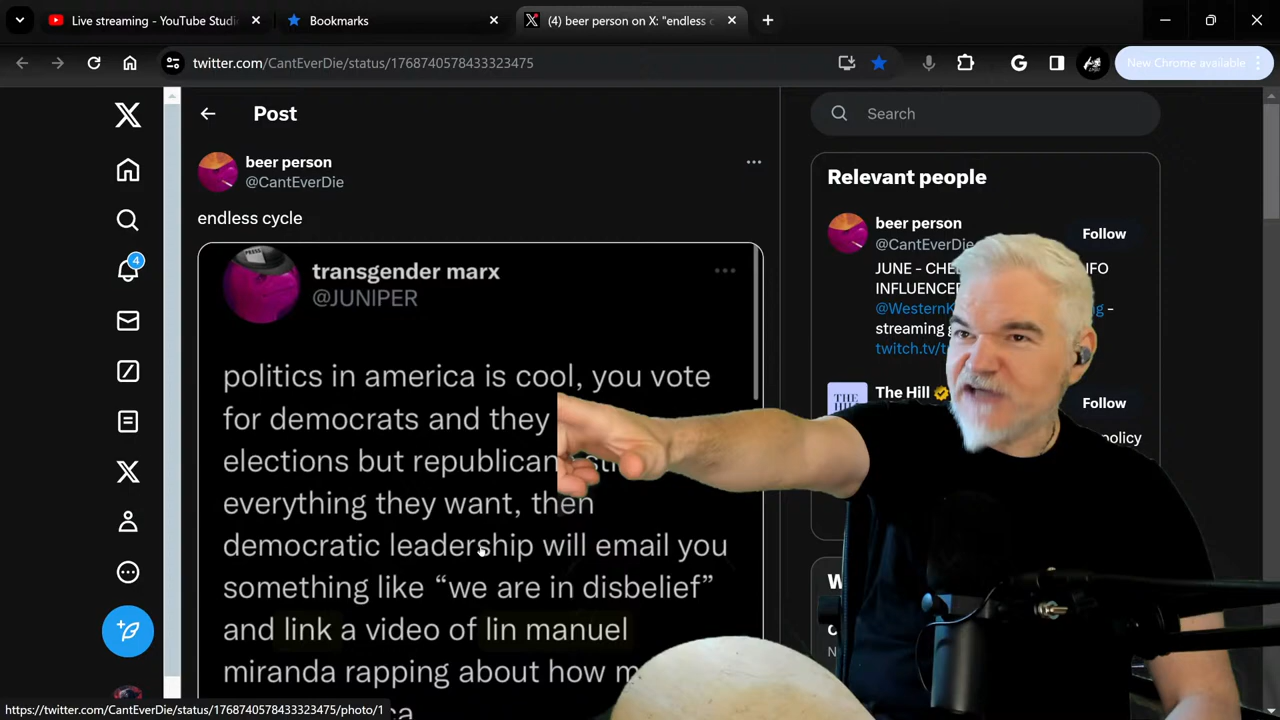 Live streaming - YouTube Studi
Bookmarks
(4) beer person on X: "endless c
twitter.com/CantEverDie/status/1768740578433323475
New Chrome available
Post
Search
beer person
@CantEverDie
endless cycle
Relevant people
beer person
@CantEverDie
Follow
JUNE -
INFLUENCE
@WesternK
streaming
twitch.tv/t
The Hill
Follow
THE
policy
4
PRESS
transgender marx
@JUNIPER
politics in america is cool, you vote
for democrats and they
elections but republican
everything they want, then
democratic leadership will email you
something like “we are in disbelief”
and link a video of lin manuel
miranda rapping about how
https://twitter.com/CantEverDie/status/1768740578433323475/photo/1